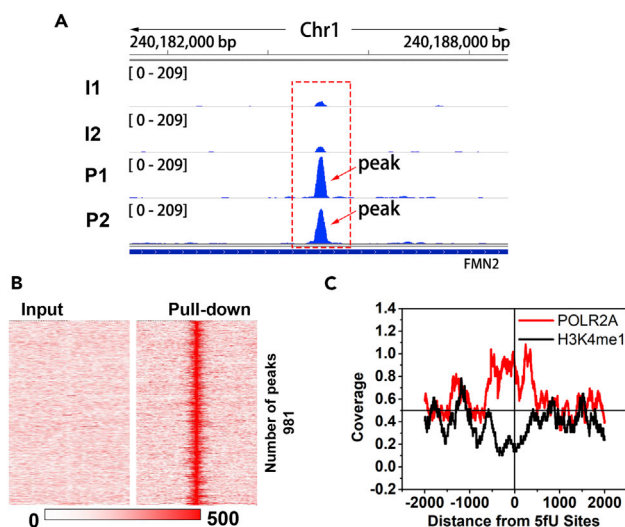 A
Chr1
240,182,000 bp 240,188,000 bp
I1 [ 0 - 209]
I2 [ 0 - 209]
P1 [ 0 - 209] peak
P2 [ 0 - 209] peak
FMN2
B
Input Pull-down
Number of peaks
981
0 500
C
POLR2A
H3K4me1
Coverage
1.4
1.2
1.0
0.8
0.6
0.4
0.2
0.0
-0.2
-2000 -1000 0 1000 2000
Distance from 5fU Sites